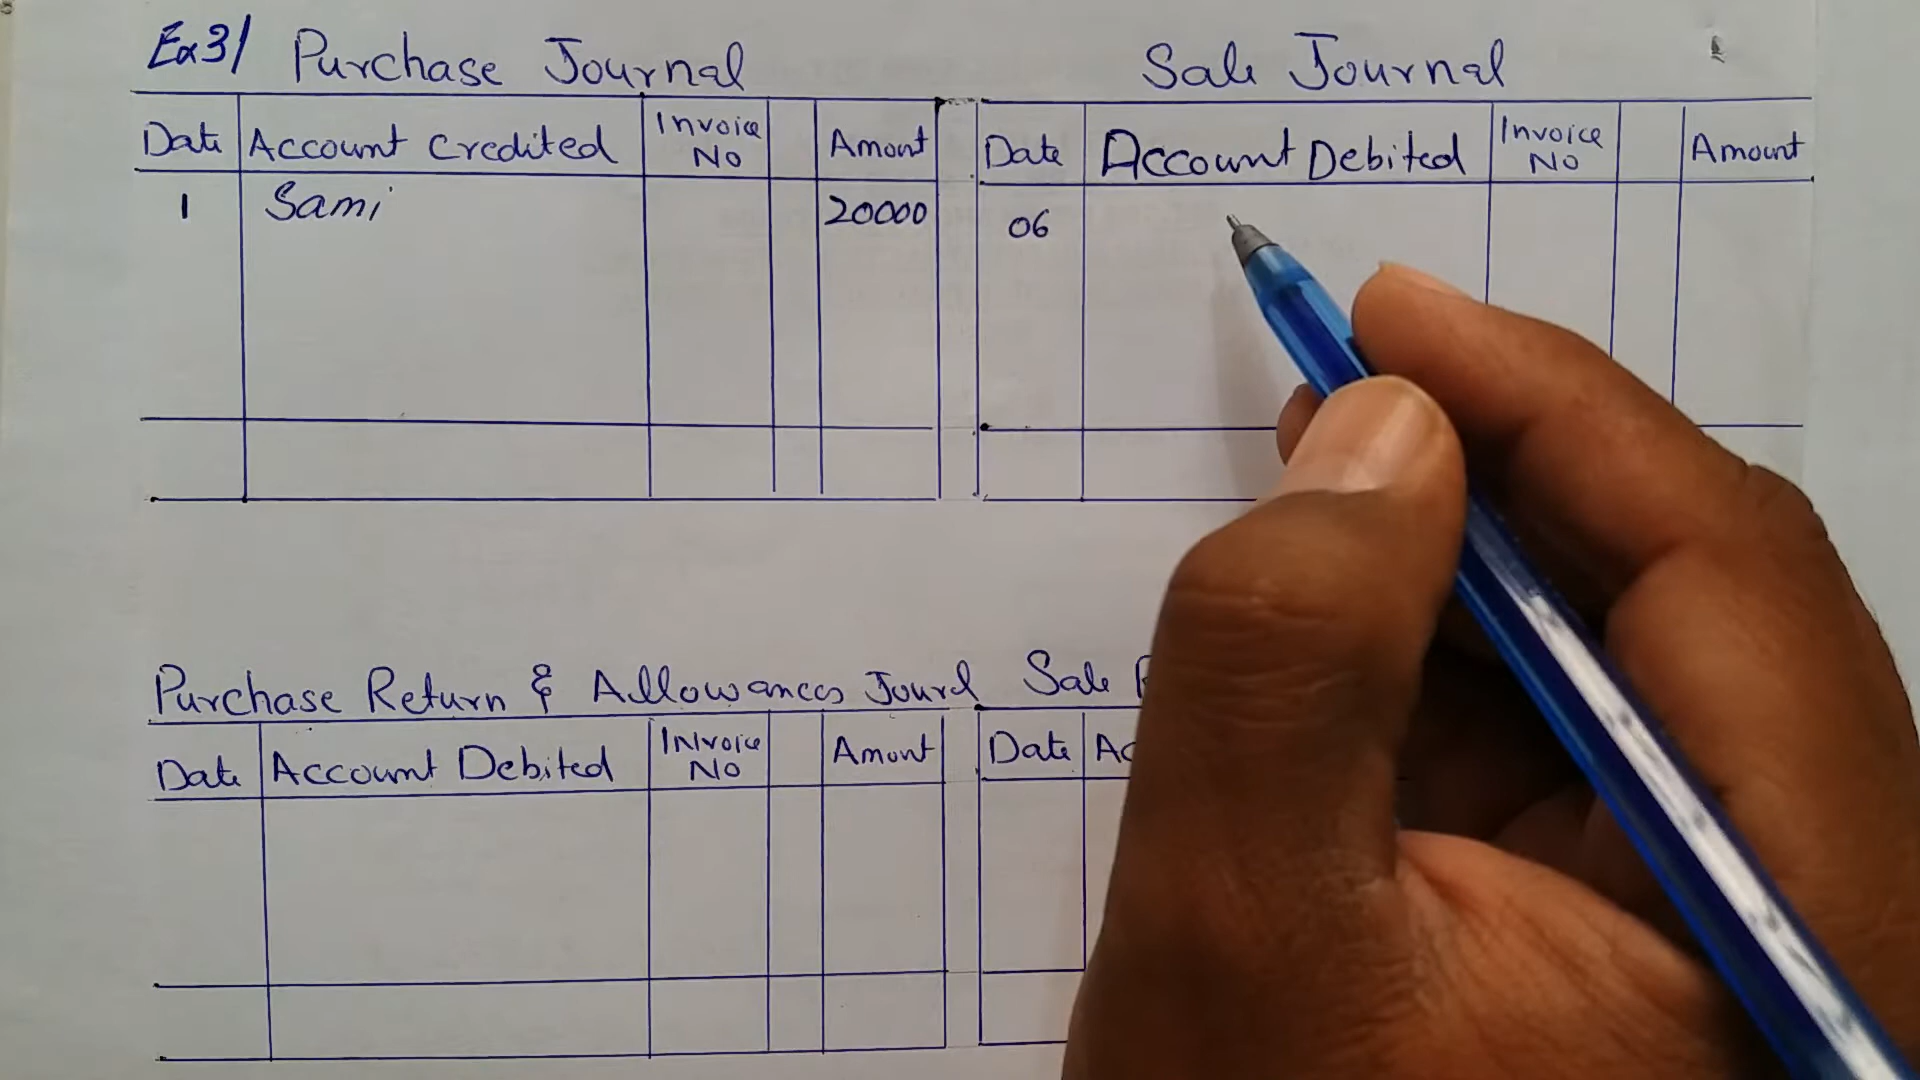 Ex3/ Purchase Journal
Date Account Credited Invoice No Amount
1 Sami 20000
Sale Journal
Date Account Debited Invoice No Amount
06
Purchase Return & Allowances Jourl
Date Account Debited Invoice No Amount
Sale
Date Ac